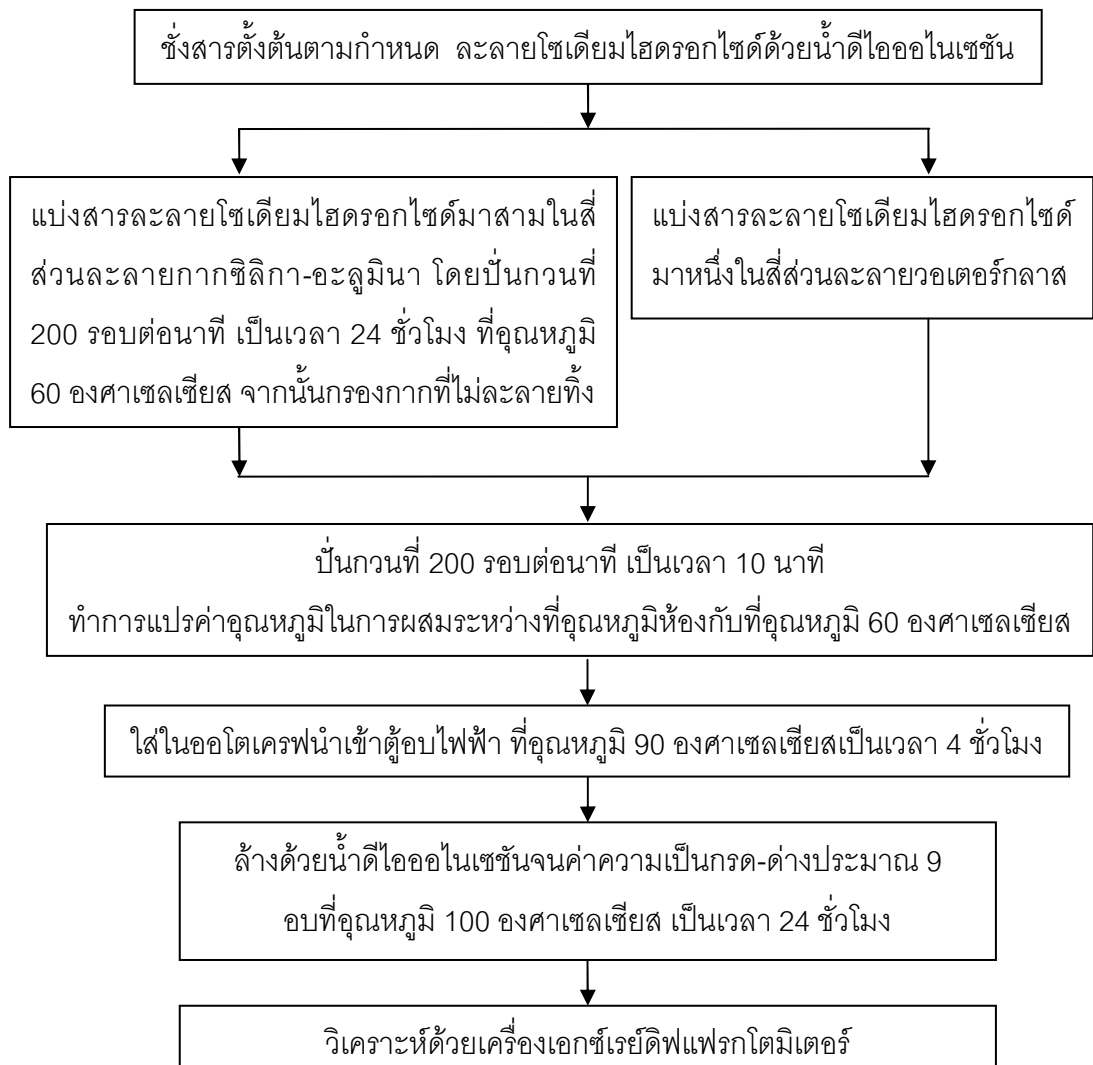 ชั่งสารตั้งต้นตามกำหนด ละลายโซเดียมไฮดรอกไซด์ด้วยน้ำดีไอออไนเซชัน
แบ่งสารละลายโซเดียมไฮดรอกไซด์มาสามในสี่
ส่วนละลายกากซิลิกา-อะลูมินา โดยปั่นกวนที่
200 รอบต่อนาที เป็นเวลา 24 ชั่วโมง ที่อุณหภูมิ
60 องศาเซลเซียส จากนั้นกรองกากที่ไม่ละลายทิ้ง
แบ่งสารละลายโซเดียมไฮดรอกไซด์
มาหนึ่งในสี่ส่วนละลายวอเตอร์กลาส
ปั่นกวนที่ 200 รอบต่อนาที เป็นเวลา 10 นาที
ทำการแปรค่าอุณหภูมิในการผสมระหว่างที่อุณหภูมิห้องกับที่อุณหภูมิ 60 องศาเซลเซียส
ใส่ในออโตเครฟนำเข้าตู้อบไฟฟ้า ที่อุณหภูมิ 90 องศาเซลเซียสเป็นเวลา 4 ชั่วโมง
ล้างด้วยน้ำดีไอออไนเซชันจนค่าความเป็นกรด-ด่างประมาณ 9
อบที่อุณหภูมิ 100 องศาเซลเซียส เป็นเวลา 24 ชั่วโมง
วิเคราะห์ด้วยเครื่องเอกซ์เรย์ดิฟแฟรกโตมิเตอร์